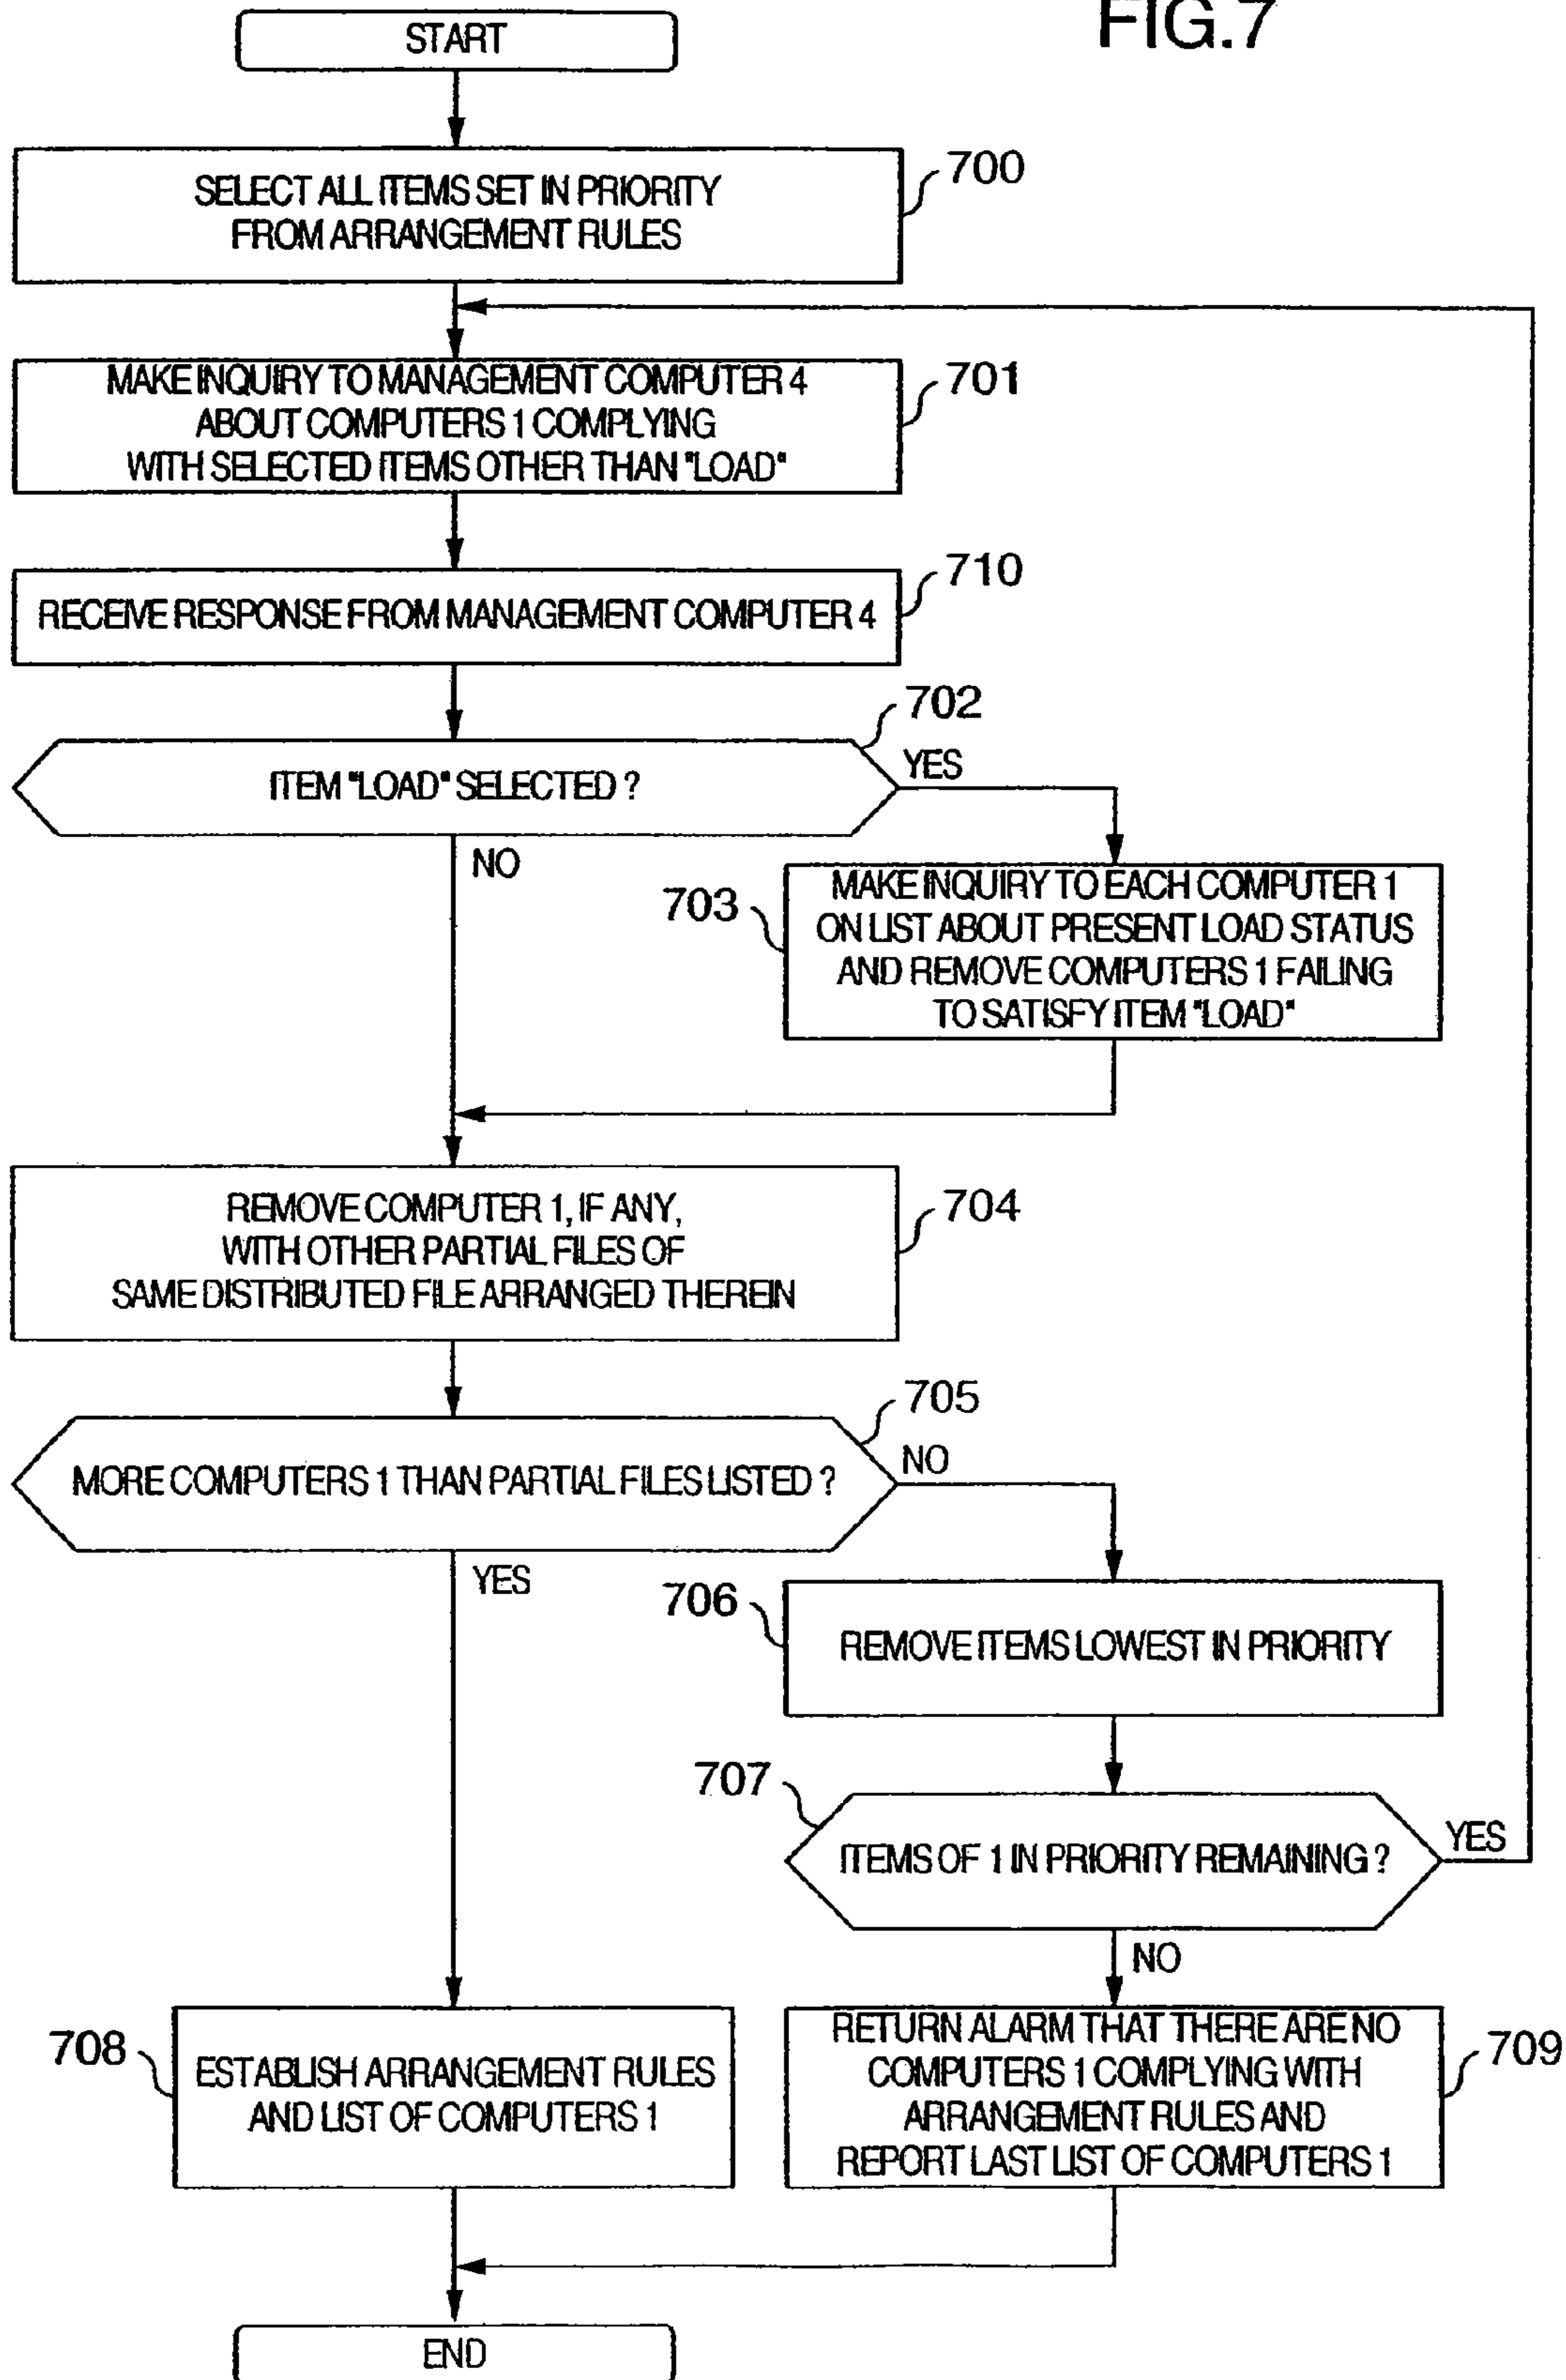 FIG.7
START
SELECT ALL ITEMS SET IN PRIORITY
FROM ARRANGEMENT RULES
700
MAKE INQUIRY TO MANAGEMENT COMPUTER 4
ABOUT COMPUTERS 1 COMPLYING
WITH SELECTED ITEMS OTHER THAN "LOAD"
701
RECEIVE RESPONSE FROM MANAGEMENT COMPUTER 4
710
ITEM "LOAD" SELECTED ?
702
YES
NO
703
MAKE INQUIRY TO EACH COMPUTER 1
ON LIST ABOUT PRESENT LOAD STATUS
AND REMOVE COMPUTERS 1 FAILING
TO SATISFY ITEM "LOAD"
REMOVE COMPUTER 1, IF ANY,
WITH OTHER PARTIAL FILES OF
SAME DISTRIBUTED FILE ARRANGED THEREIN
704
MORE COMPUTERS 1 THAN PARTIAL FILES LISTED ?
705
NO
YES
706
REMOVE ITEMS LOWEST IN PRIORITY
707
ITEMS OF 1 IN PRIORITY REMAINING ?
YES
NO
708
ESTABLISH ARRANGEMENT RULES
AND LIST OF COMPUTERS 1
RETURN ALARM THAT THERE ARE NO
COMPUTERS 1 COMPLYING WITH
ARRANGEMENT RULES AND
REPORT LAST LIST OF COMPUTERS 1
709
END